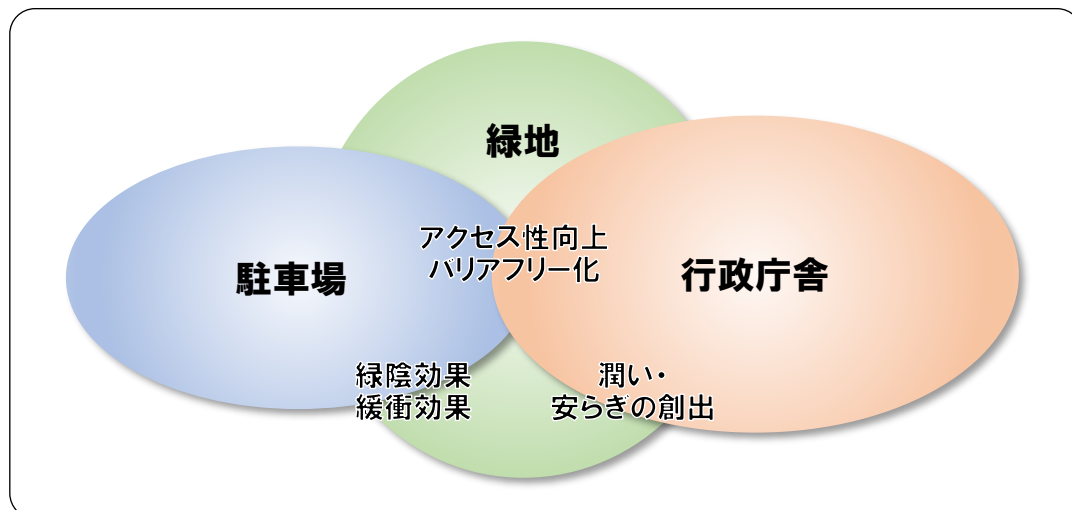 緑地
アクセス性向上
バリアフリー化
駐車場
行政庁舎
緑陰効果
緩衝効果
潤い・
安らぎの創出